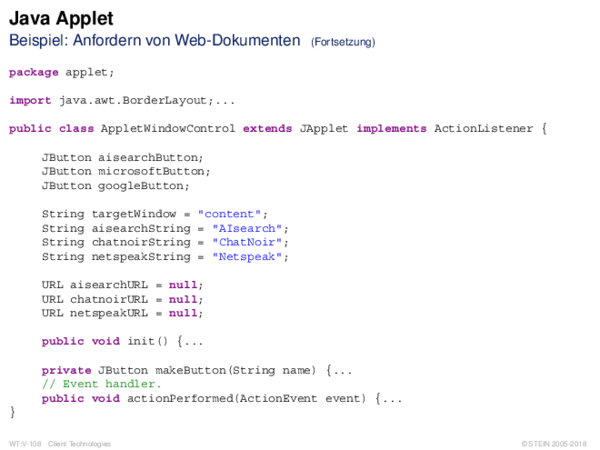 Java Applet
Beispiel: Anfordern von Web-Dokumenten (Fortsetzung)
package applet;
import java.awt.BorderLayout;...
public class AppletWindowControl extends JApplet implements ActionListener {
JButton aisearchButton;
JButton microsoftButton;
JButton googleButton;
String targetWindow = "content";
String aisearchString = "AIsearch";
String chatnoirString = "ChatNoir";
String netspeakString = "Netspeak";
URL aisearchURL = null;
URL chatnoirURL = null;
URL netspeakURL = null;
public void init() {...
private JButton makeButton(String name) {...
// Event handler.
public void actionPerformed(ActionEvent event) {...
}
WT:V-108 Client Technologies © STEIN 2005-2018